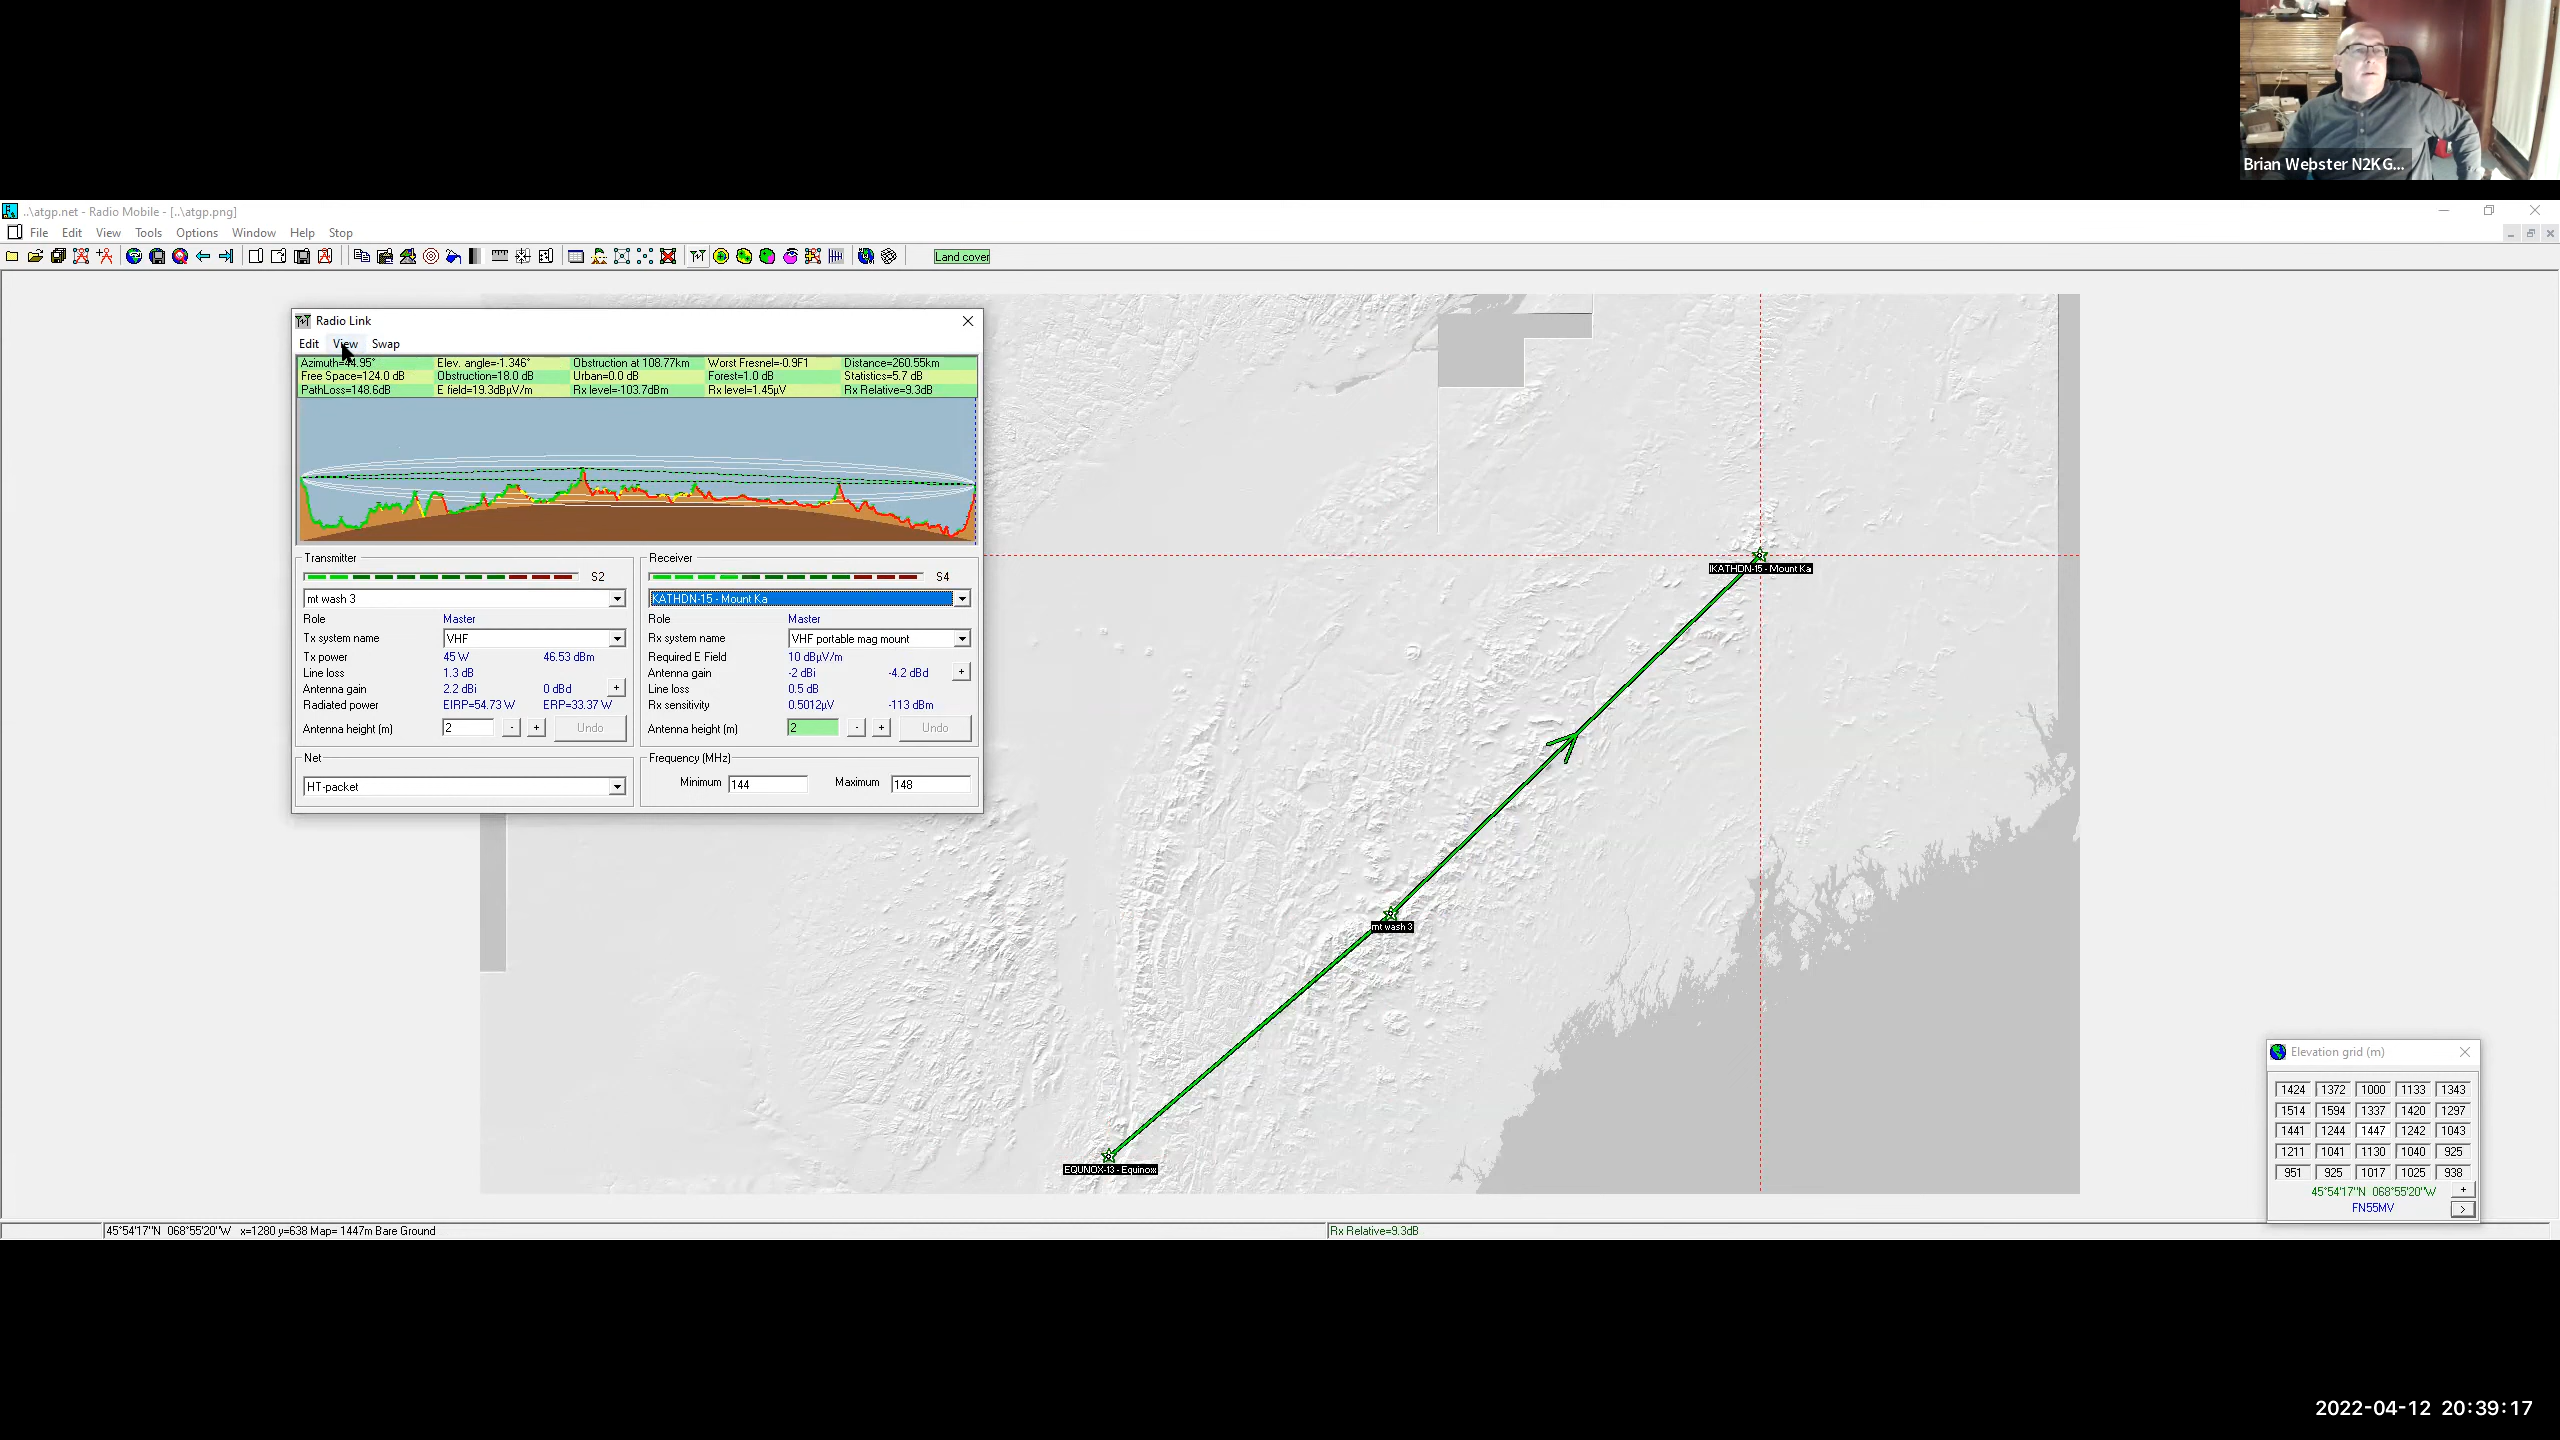 Brian Webster N2KG...
..\atgp.net - Radio Mobile - [..\atgp.png]
File Edit View Tools Options Window Help Stop
Land cover
Radio Link
Edit View Swap
Elev. angle=-1.346° Obstruction at 108.77km Worst Fresnel=-0.9F1 Distance=260.55km
Free Space=124.0 dB Obstruction=18.0 dB Urban=0.0 dB Forest=1.0 dB Statistics=5.7 dB
PathLoss=148.6dB E field=19.3dBµV/m Rx level=-103.7dBm Rx level=1.45µV Rx Relative=9.3dB
Transmitter
S2
mt wash 3
Role Master
Tx system name VHF
Tx power 45 W 46.53 dBm
Line loss 1.3 dB
Antenna gain 2.2 dBi 0 dBd +
Radiated power EIRP=54.73 W ERP=33.37 W
Antenna height (m) 2 - + Undo
Net
HT-packet
Receiver
S4
KATHDN-15 - Mount Ka
Role Master
Rx system name VHF portable mag mount
Required E Field 10 dBµV/m
Antenna gain -2 dBi -4.2 dBd +
Line loss 0.5 dB
Rx sensitivity 0.5012µV -113 dBm
Antenna height (m) 2 - + Undo
Frequency (MHz)
Minimum 144 Maximum 148
KATHDN-15 - Mount Ka
mt wash 3
EQUNOX-13 - Equinox
Elevation grid (m)
1424 1372 1000 1133 1343
1514 1594 1337 1420 1297
1441 1244 1447 1242 1043
1211 1041 1130 1040 925
951 925 1017 1025 938
45°54'17"N 068°55'20"W +
FN55MV >
45°54'17"N 068°55'20"W x=1280 y=638 Map= 1447m Bare Ground
Rx Relative=9.3dB
2022-04-12 20:39:17